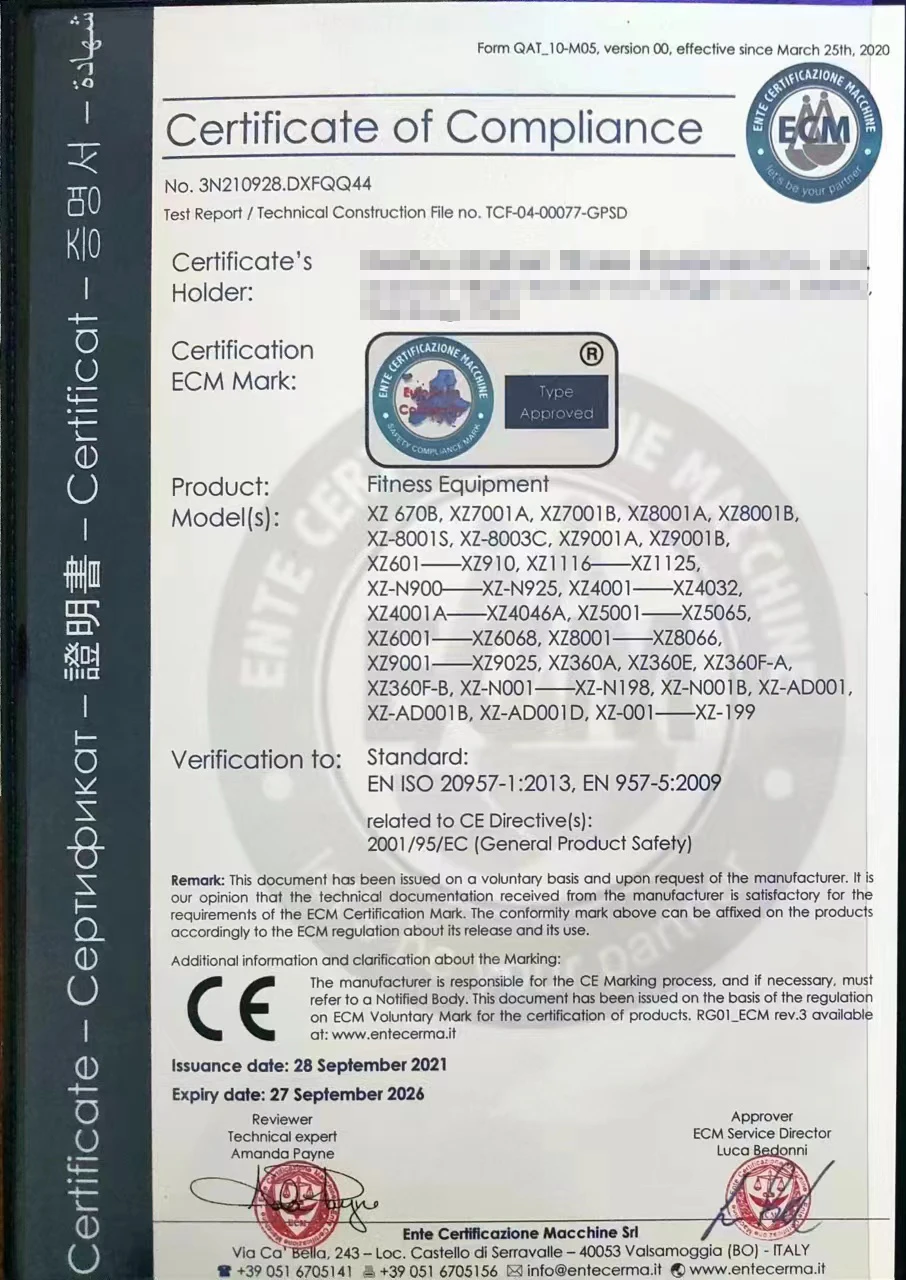 Form QAT_10-M05, version 00, effective since March 25th, 2020
Certificate of Compliance
ENTE CERTIFICAZIONE MACCHINE
ECM
let's be your partner
No. 3N210928.DXFQQ44
Test Report / Technical Construction File no. TCF-04-00077-GPSD
Certificate's
Holder:
Certification
ECM Mark:
ENTE CERTIFICAZIONE MACCHINE
SAFETY COMPLIANCE MARK
®
Type
Approved
Product: Fitness Equipment
Model(s): XZ 670B, XZ7001A, XZ7001B, XZ8001A, XZ8001B,
XZ-8001S, XZ-8003C, XZ9001A, XZ9001B,
XZ601——XZ910, XZ1116——XZ1125,
XZ-N900——XZ-N925, XZ4001——XZ4032,
XZ4001A——XZ4046A, XZ5001——XZ5065,
XZ6001——XZ6068, XZ8001——XZ8066,
XZ9001——XZ9025, XZ360A, XZ360E, XZ360F-A,
XZ360F-B, XZ-N001——XZ-N198, XZ-N001B, XZ-AD001,
XZ-AD001B, XZ-AD001D, XZ-001——XZ-199
Verification to: Standard:
EN ISO 20957-1:2013, EN 957-5:2009
related to CE Directive(s):
2001/95/EC (General Product Safety)
Remark: This document has been issued on a voluntary basis and upon request of the manufacturer. It is
our opinion that the technical documentation received from the manufacturer is satisfactory for the
requirements of the ECM Certification Mark. The conformity mark above can be affixed on the products
accordingly to the ECM regulation about its release and its use.
Additional information and clarification about the Marking:
CE
The manufacturer is responsible for the CE Marking process, and if necessary, must
refer to a Notified Body. This document has been issued on the basis of the regulation
on ECM Voluntary Mark for the certification of products. RG01_ECM rev.3 available
at: www.entecerma.it
Issuance date: 28 September 2021
Expiry date: 27 September 2026
Reviewer
Technical expert
Amanda Payne
Approver
ECM Service Director
Luca Bedonni
Ente Certificazione Macchine Srl
Via Ca' Bella, 243 – Loc. Castello di Serravalle – 40053 Valsamoggia (BO) - ITALY
+39 051 6705141 +39 051 6705156 info@entecerma.it www.entecerma.it
Certificate – Сертификат – 證明書 – Certificat – 증명서 – شهادة